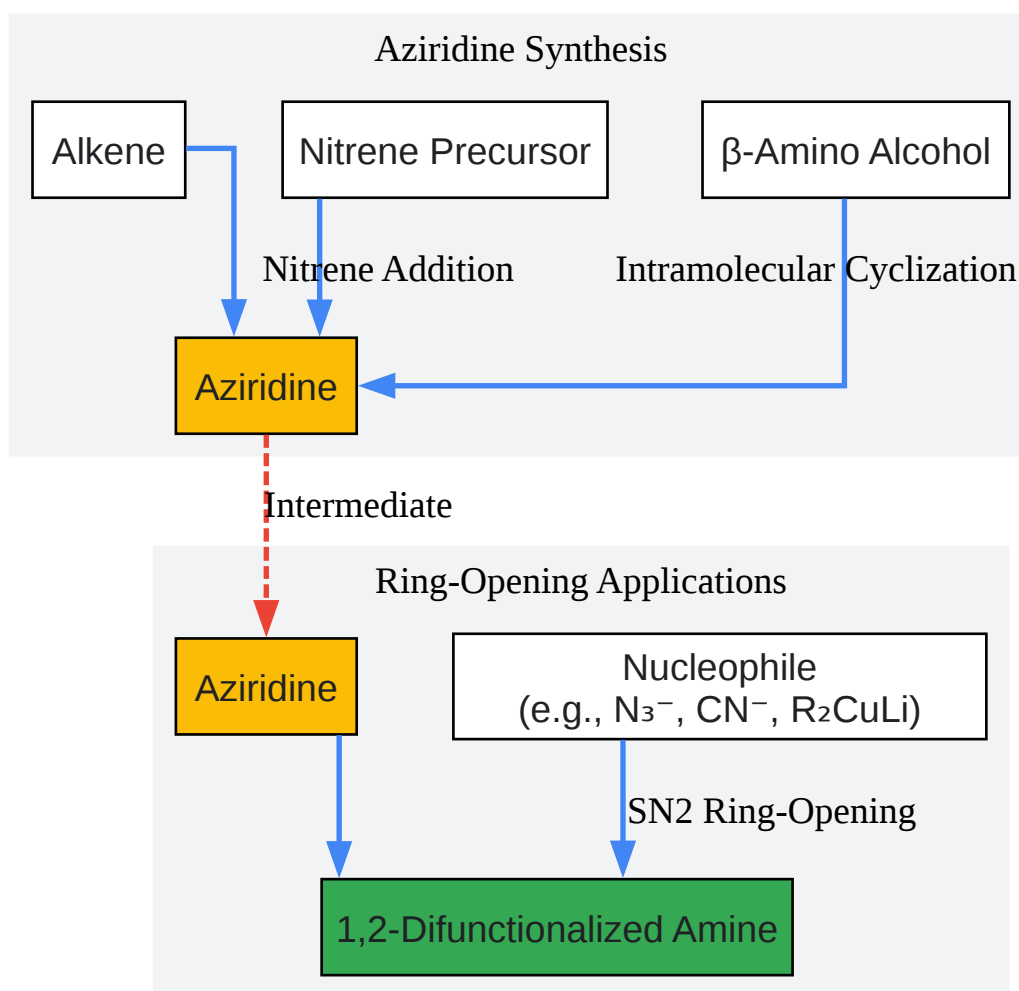 Aziridine Synthesis
Alkene
Nitrene Precursor
β-Amino Alcohol
Nitrene Addition
Intramolecular Cyclization
Aziridine
Intermediate
Ring-Opening Applications
Aziridine
Nucleophile
(e.g., N₃⁻, CN⁻, R₂CuLi)
SN2 Ring-Opening
1,2-Difunctionalized Amine